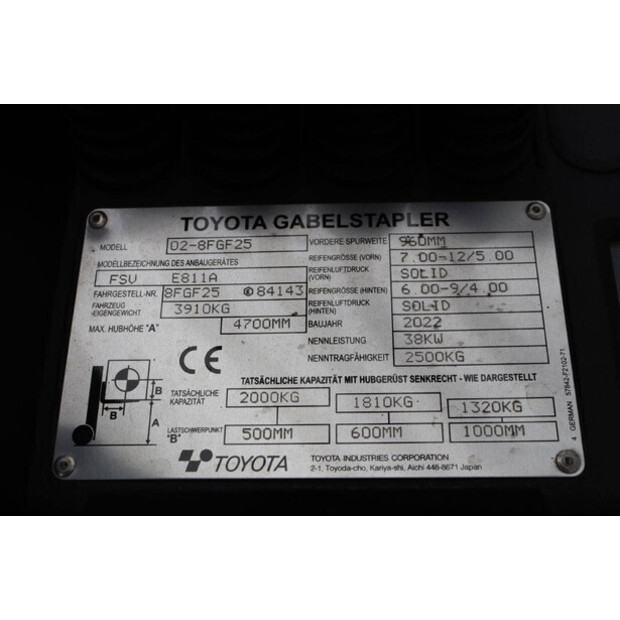 TOYOTA GABELSTAPLER
MODELL 02-8FGF25 VORDERE SPURWEITE 960MM
MODELLBEZEICHNUNG DES ANBAUGERÄTES REIFENGRÖSSE (VORN) 7.00-12/5.00
FSV E811A REIFENLUFTDRUCK (VORN) SOLID
FAHRGESTELL-NR. 8FGF25 84143 REIFENGRÖSSE (HINTEN) 6.00-9/4.00
FAHRZEUG -EIGENGEWICHT 3910KG REIFENLUFTDRUCK (HINTEN) SOLID
MAX. HUBHÖHE "A" 4700MM BAUJAHR 2022
NENNLEISTUNG 38KW
NENNTRAGFÄHIGKEIT 2500KG
CE
TATSÄCHLICHE KAPAZITÄT MIT HUBGERÜST SENKRECHT - WIE DARGESTELLT
TATSÄCHLICHE KAPAZITÄT 2000KG 1810KG 1320KG
LASTSCHWERPUNKT "B" 500MM 600MM 1000MM
B
B
A
TOYOTA
TOYOTA INDUSTRIES CORPORATION
2-1, Toyoda-cho, Kariya-shi, Aichi 448-8671 Japan
4 GERMAN 57642-F2102-71